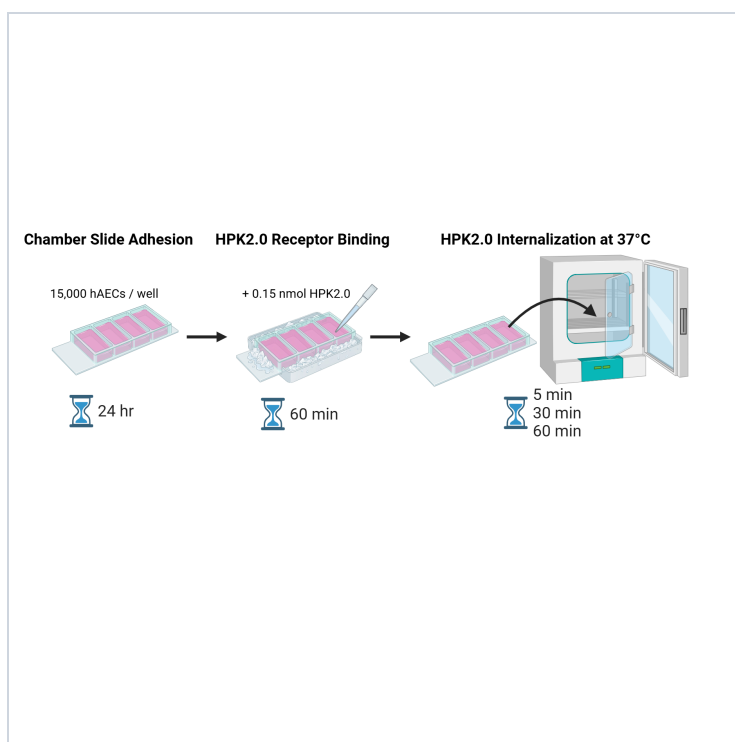 Chamber Slide Adhesion
HPK2.0 Receptor Binding
HPK2.0 Internalization at 37°C
15,000 hAECs / well
+ 0.15 nmol HPK2.0
24 hr
60 min
5 min
30 min
60 min